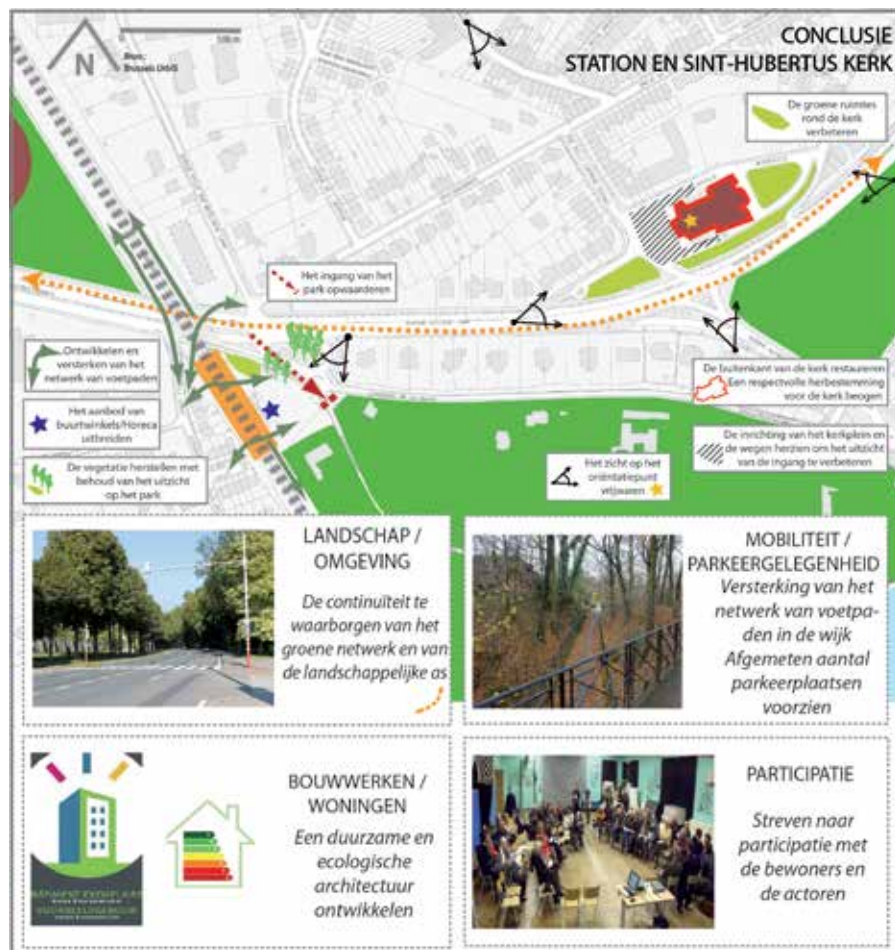 CONCLUSIE
STATION EN SINT-HUBERTUS KERK
N
0
100m
Bron:
Brussels UrbIS
De groene ruimtes
rond de kerk
verbeteren
Het ingang van het
park opwaarderen
Ontwikkelen en
versterken van het
netwerk van voetpaden
Het aanbod van
buurtwinkels/Horeca
uitbreiden
De vegetatie herstellen met
behoud van het uitzicht
op het park
De buitenkant van de kerk restaureren
Een respectvolle herbestemming
voor de kerk beogen
De inrichting van het kerkplein en
de wegen herzien om het uitzicht
van de ingang te verbeteren
Het zicht op het
oriëntatiepunt
vrijwaren
LANDSCHAP /
OMGEVING
De continuïteit te
waarborgen van het
groene netwerk en van
de landschappelijke as
MOBILITEIT /
PARKEERGELEGENHEID
Versterking van het
netwerk van voetpa-
den in de wijk
Afgemeten aantal
parkeerplaatsen
voorzien
BOUWWERKEN /
WONINGEN
Een duurzame en
ecologische
architectuur
ontwikkelen
PARTICIPATIE
Streven naar
participatie met
de bewoners en
de actoren